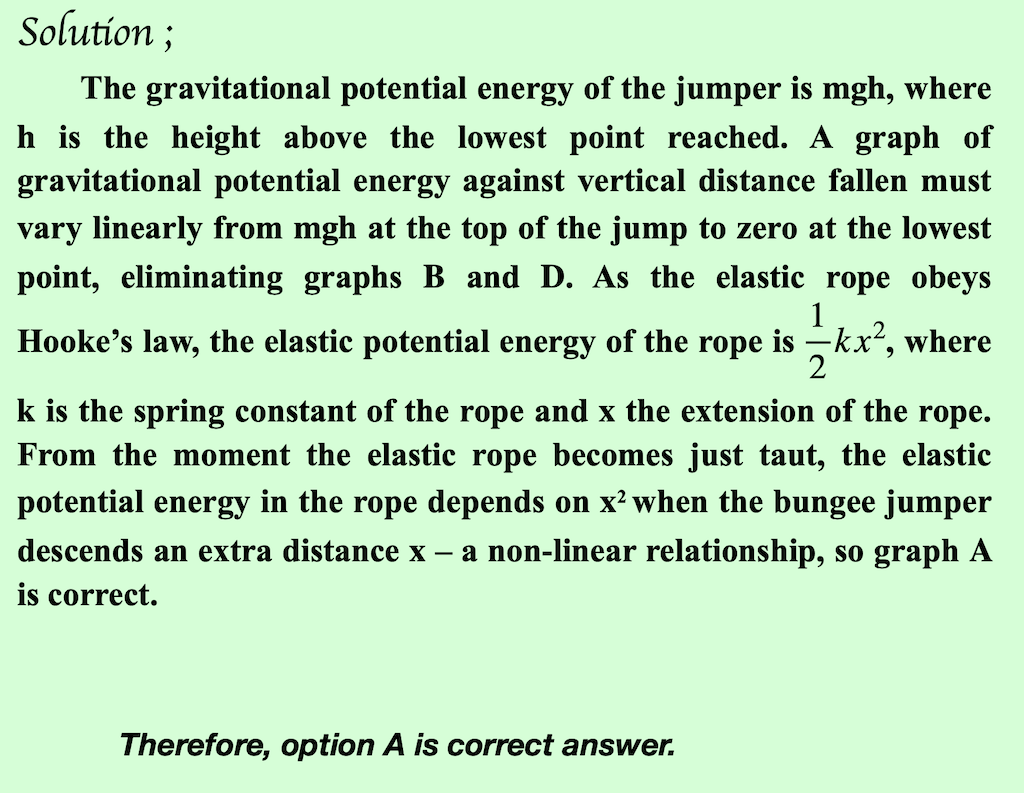 Solution ;
The gravitational potential energy of the jumper is mgh, where
h is the height above the lowest point reached. A graph of
gravitational potential energy against vertical distance fallen must
vary linearly from mgh at the top of the jump to zero at the lowest
point, eliminating graphs B and D. As the elastic rope obeys
Hooke’s law, the elastic potential energy of the rope is 1/2 kx², where
k is the spring constant of the rope and x the extension of the rope.
From the moment the elastic rope becomes just taut, the elastic
potential energy in the rope depends on x² when the bungee jumper
descends an extra distance x – a non-linear relationship, so graph A
is correct.
Therefore, option A is correct answer.